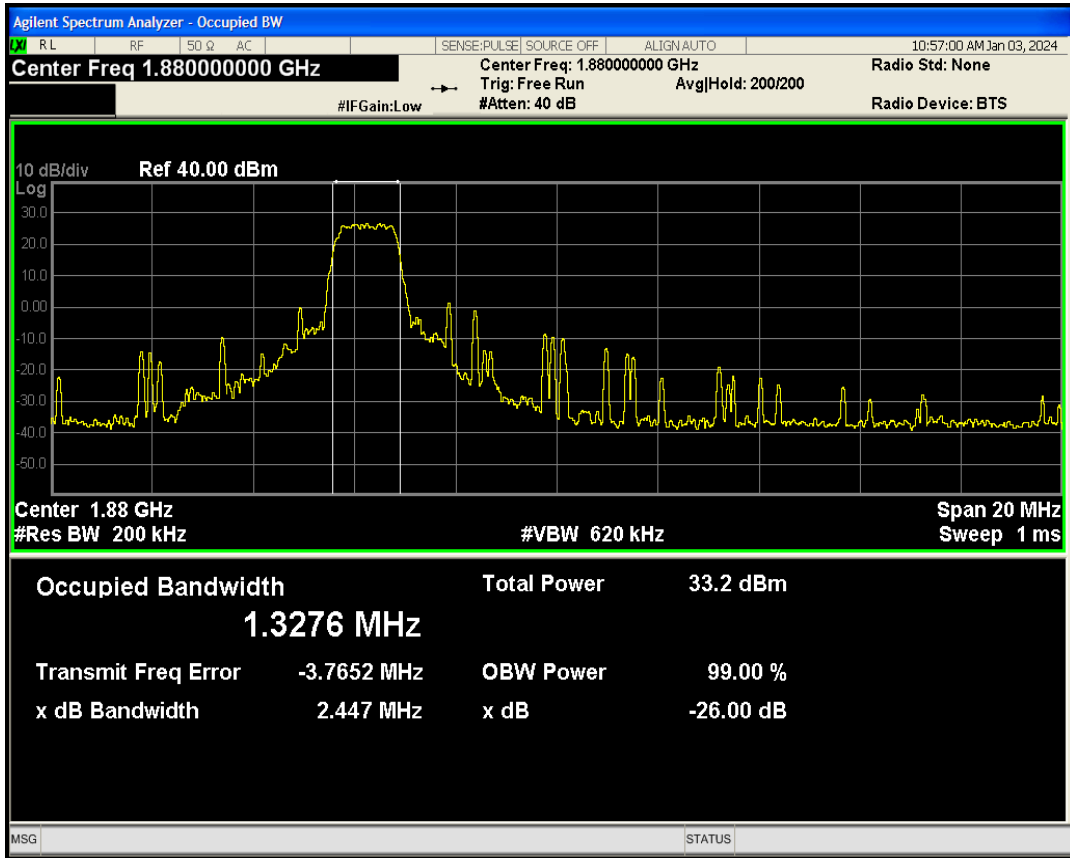 Agilent Spectrum Analyzer - Occupied BW
LXI RL RF 50 Ω AC SENSE:PULSE SOURCE OFF ALIGN AUTO 10:57:00 AM Jan 03, 2024
Center Freq 1.880000000 GHz Center Freq: 1.880000000 GHz Radio Std: None
Trig: Free Run Avg|Hold: 200/200
#IFGain:Low #Atten: 40 dB Radio Device: BTS
10 dB/div Ref 40.00 dBm
Log
30.0
20.0
10.0
0.00
-10.0
-20.0
-30.0
-40.0
-50.0
Center 1.88 GHz Span 20 MHz
#Res BW 200 kHz #VBW 620 kHz Sweep 1 ms
Occupied Bandwidth Total Power 33.2 dBm
1.3276 MHz
Transmit Freq Error -3.7652 MHz OBW Power 99.00 %
x dB Bandwidth 2.447 MHz x dB -26.00 dB
MSG STATUS